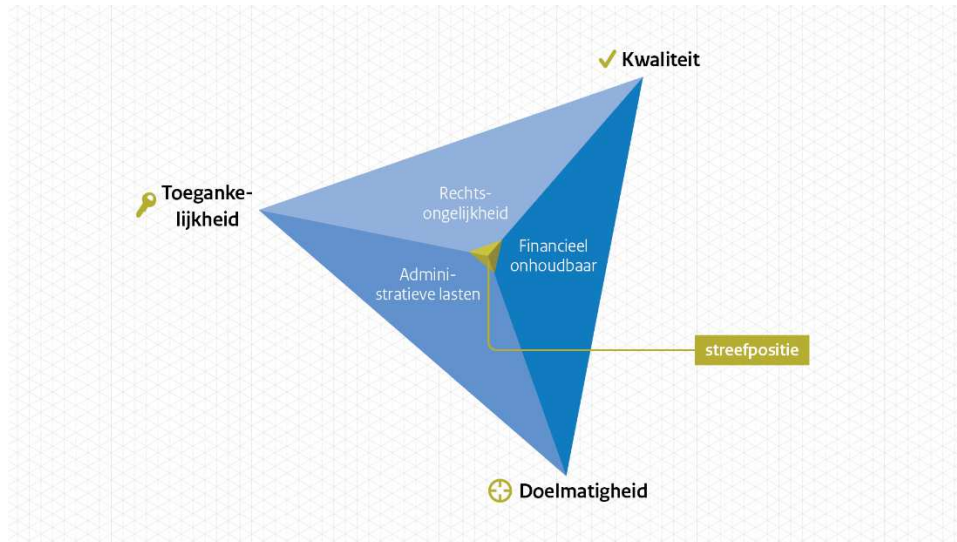 Kwaliteit
Toeganke-
lijkheid
Rechts-
ongelijkheid
Financieel
onhoudbaar
Admini-
stratieve lasten
streefpositie
Doelmatigheid